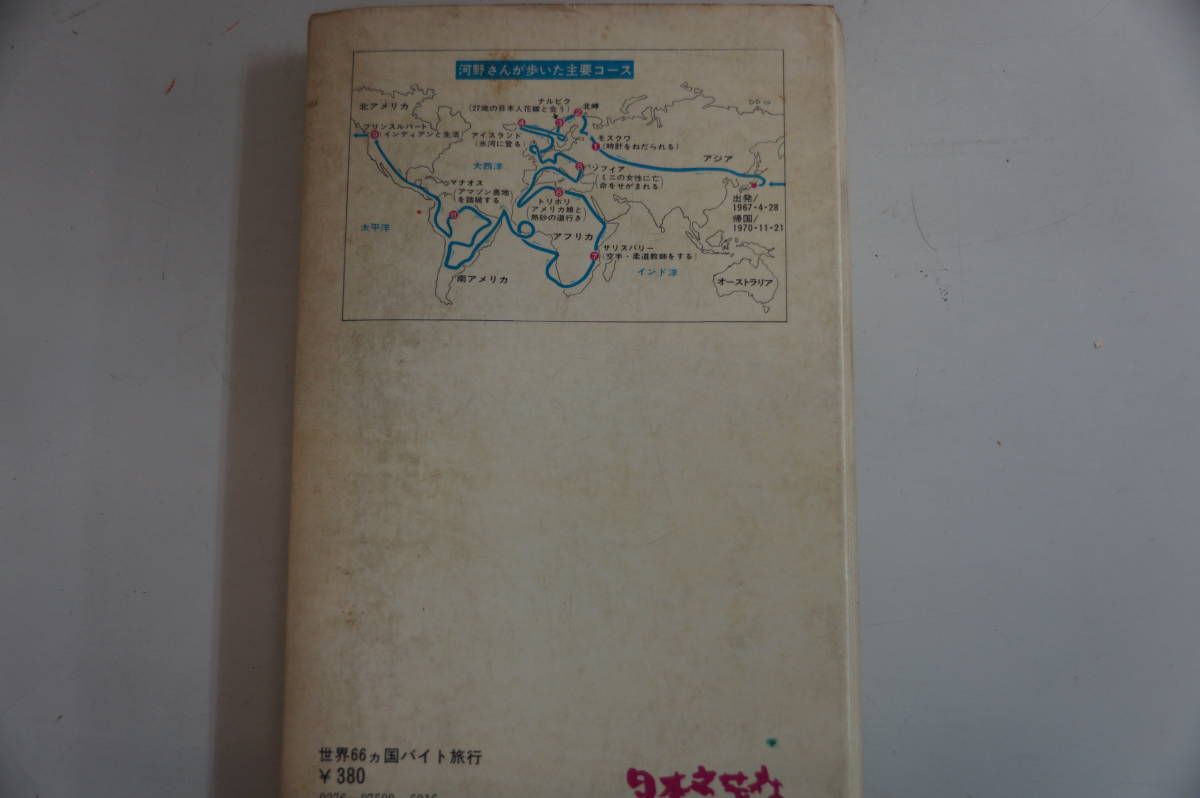 河野さんが歩いた主要コース
北アメリカ
ナルビク
(27歳の日本人花嫁と会う)
北岬
プリンスルパート
(インディアンと生活)
アイスランド
(氷河に登る)
モスクワ
(時計をねだられる)
アジア
大西洋
ソフィア
(ミニの女性に亡
命をせがまれる)
マナオス
(アマゾン奥地
を踏破する)
トリポリ
(アメリカ娘と
熱砂の道行き)
出発/
1967・4・28
帰国/
1970・11・21
太平洋
アフリカ
サリスバリー
(空手・柔道教師をする)
インド洋
南アメリカ
オーストラリア
世界66ヵ国バイト旅行
¥380
日本文芸社